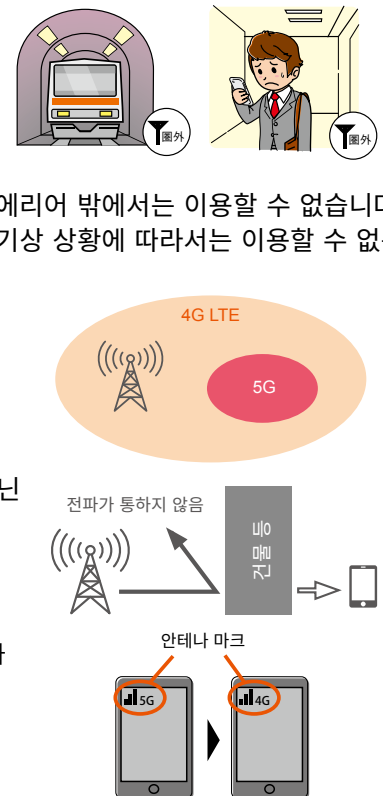 圏外
圏外
에리어 밖에서는 이용할 수 없습니다
기상 상황에 따라서는 이용할 수 없
4G LTE
5G
닌
전파가 통하지 않음
건물 등
안테나 마크
5G
4G